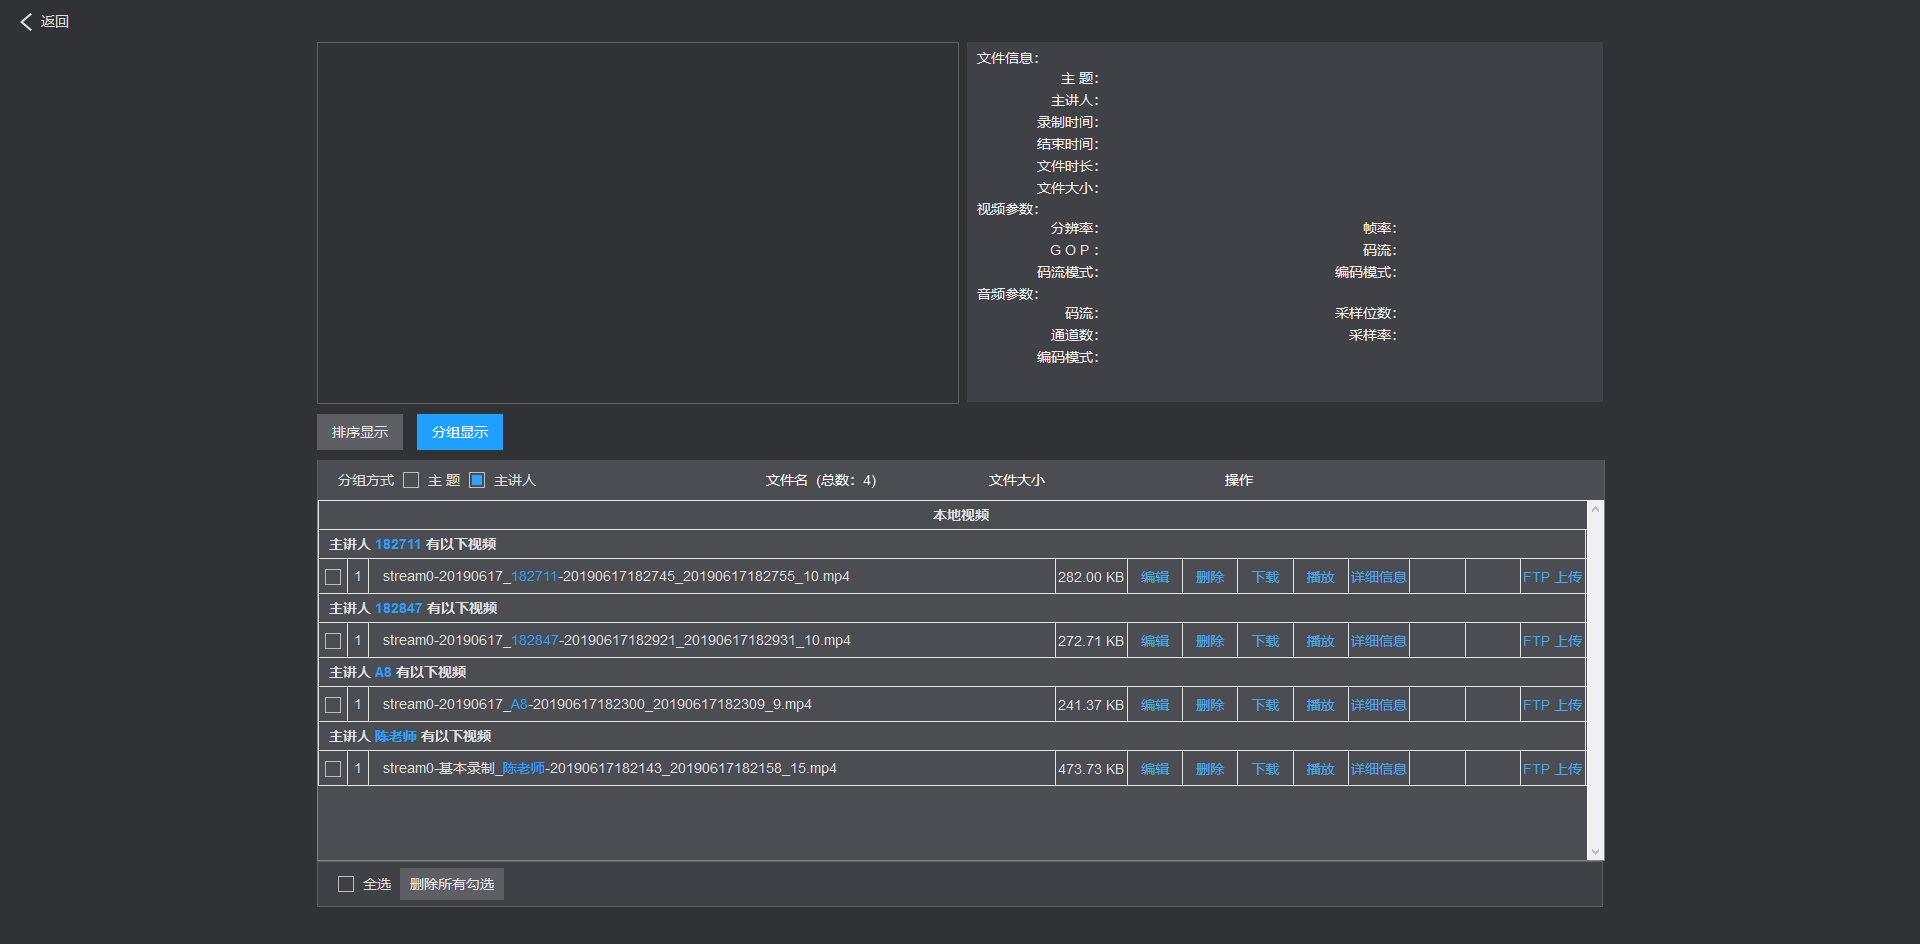 返回
文件信息：
主 题：
主讲人：
录制时间：
结束时间：
文件时长：
文件大小：
视频参数：
分辨率： 帧率：
G O P： 码流：
码流模式： 编码模式：
音频参数：
码流： 采样位数：
通道数： 采样率：
编码模式：
排序显示 分组显示
分组方式 主 题 主讲人 文件名 (总数：4) 文件大小 操作
本地视频
主讲人 182711 有以下视频
1 stream0-20190617_182711-20190617182745_20190617182755_10.mp4 282.00 KB 编辑 删除 下载 播放 详细信息 FTP 上传
主讲人 182847 有以下视频
1 stream0-20190617_182847-20190617182921_20190617182931_10.mp4 272.71 KB 编辑 删除 下载 播放 详细信息 FTP 上传
主讲人 A8 有以下视频
1 stream0-20190617_A8-20190617182300_20190617182309_9.mp4 241.37 KB 编辑 删除 下载 播放 详细信息 FTP 上传
主讲人 陈老师 有以下视频
1 stream0-基本录制_陈老师-20190617182143_20190617182158_15.mp4 473.73 KB 编辑 删除 下载 播放 详细信息 FTP 上传
全选 删除所有勾选